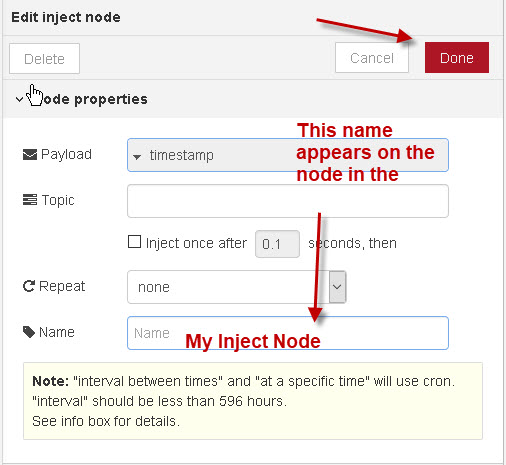 Edit inject node
Delete
Cancel
Done
ode properties
Payload
timestamp
This name
appears on the
node in the
Topic
Inject once after 0.1 seconds, then
Repeat
none
Name
Name
My Inject Node
Note: "interval between times" and "at a specific time" will use cron.
"interval" should be less than 596 hours.
See info box for details.